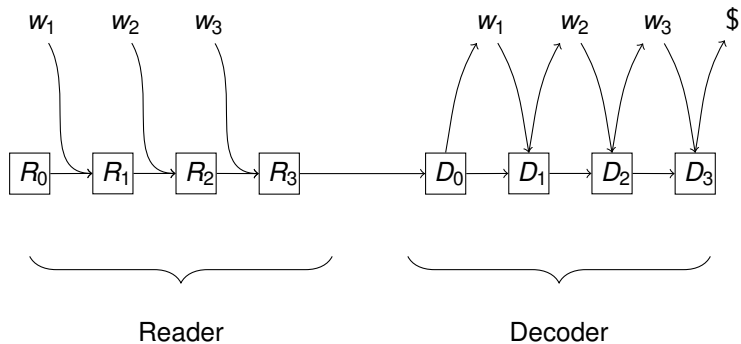 w₁ w₂ w₃ w₁ w₂ w₃ $
R₀ R₁ R₂ R₃ D₀ D₁ D₂ D₃
Reader Decoder